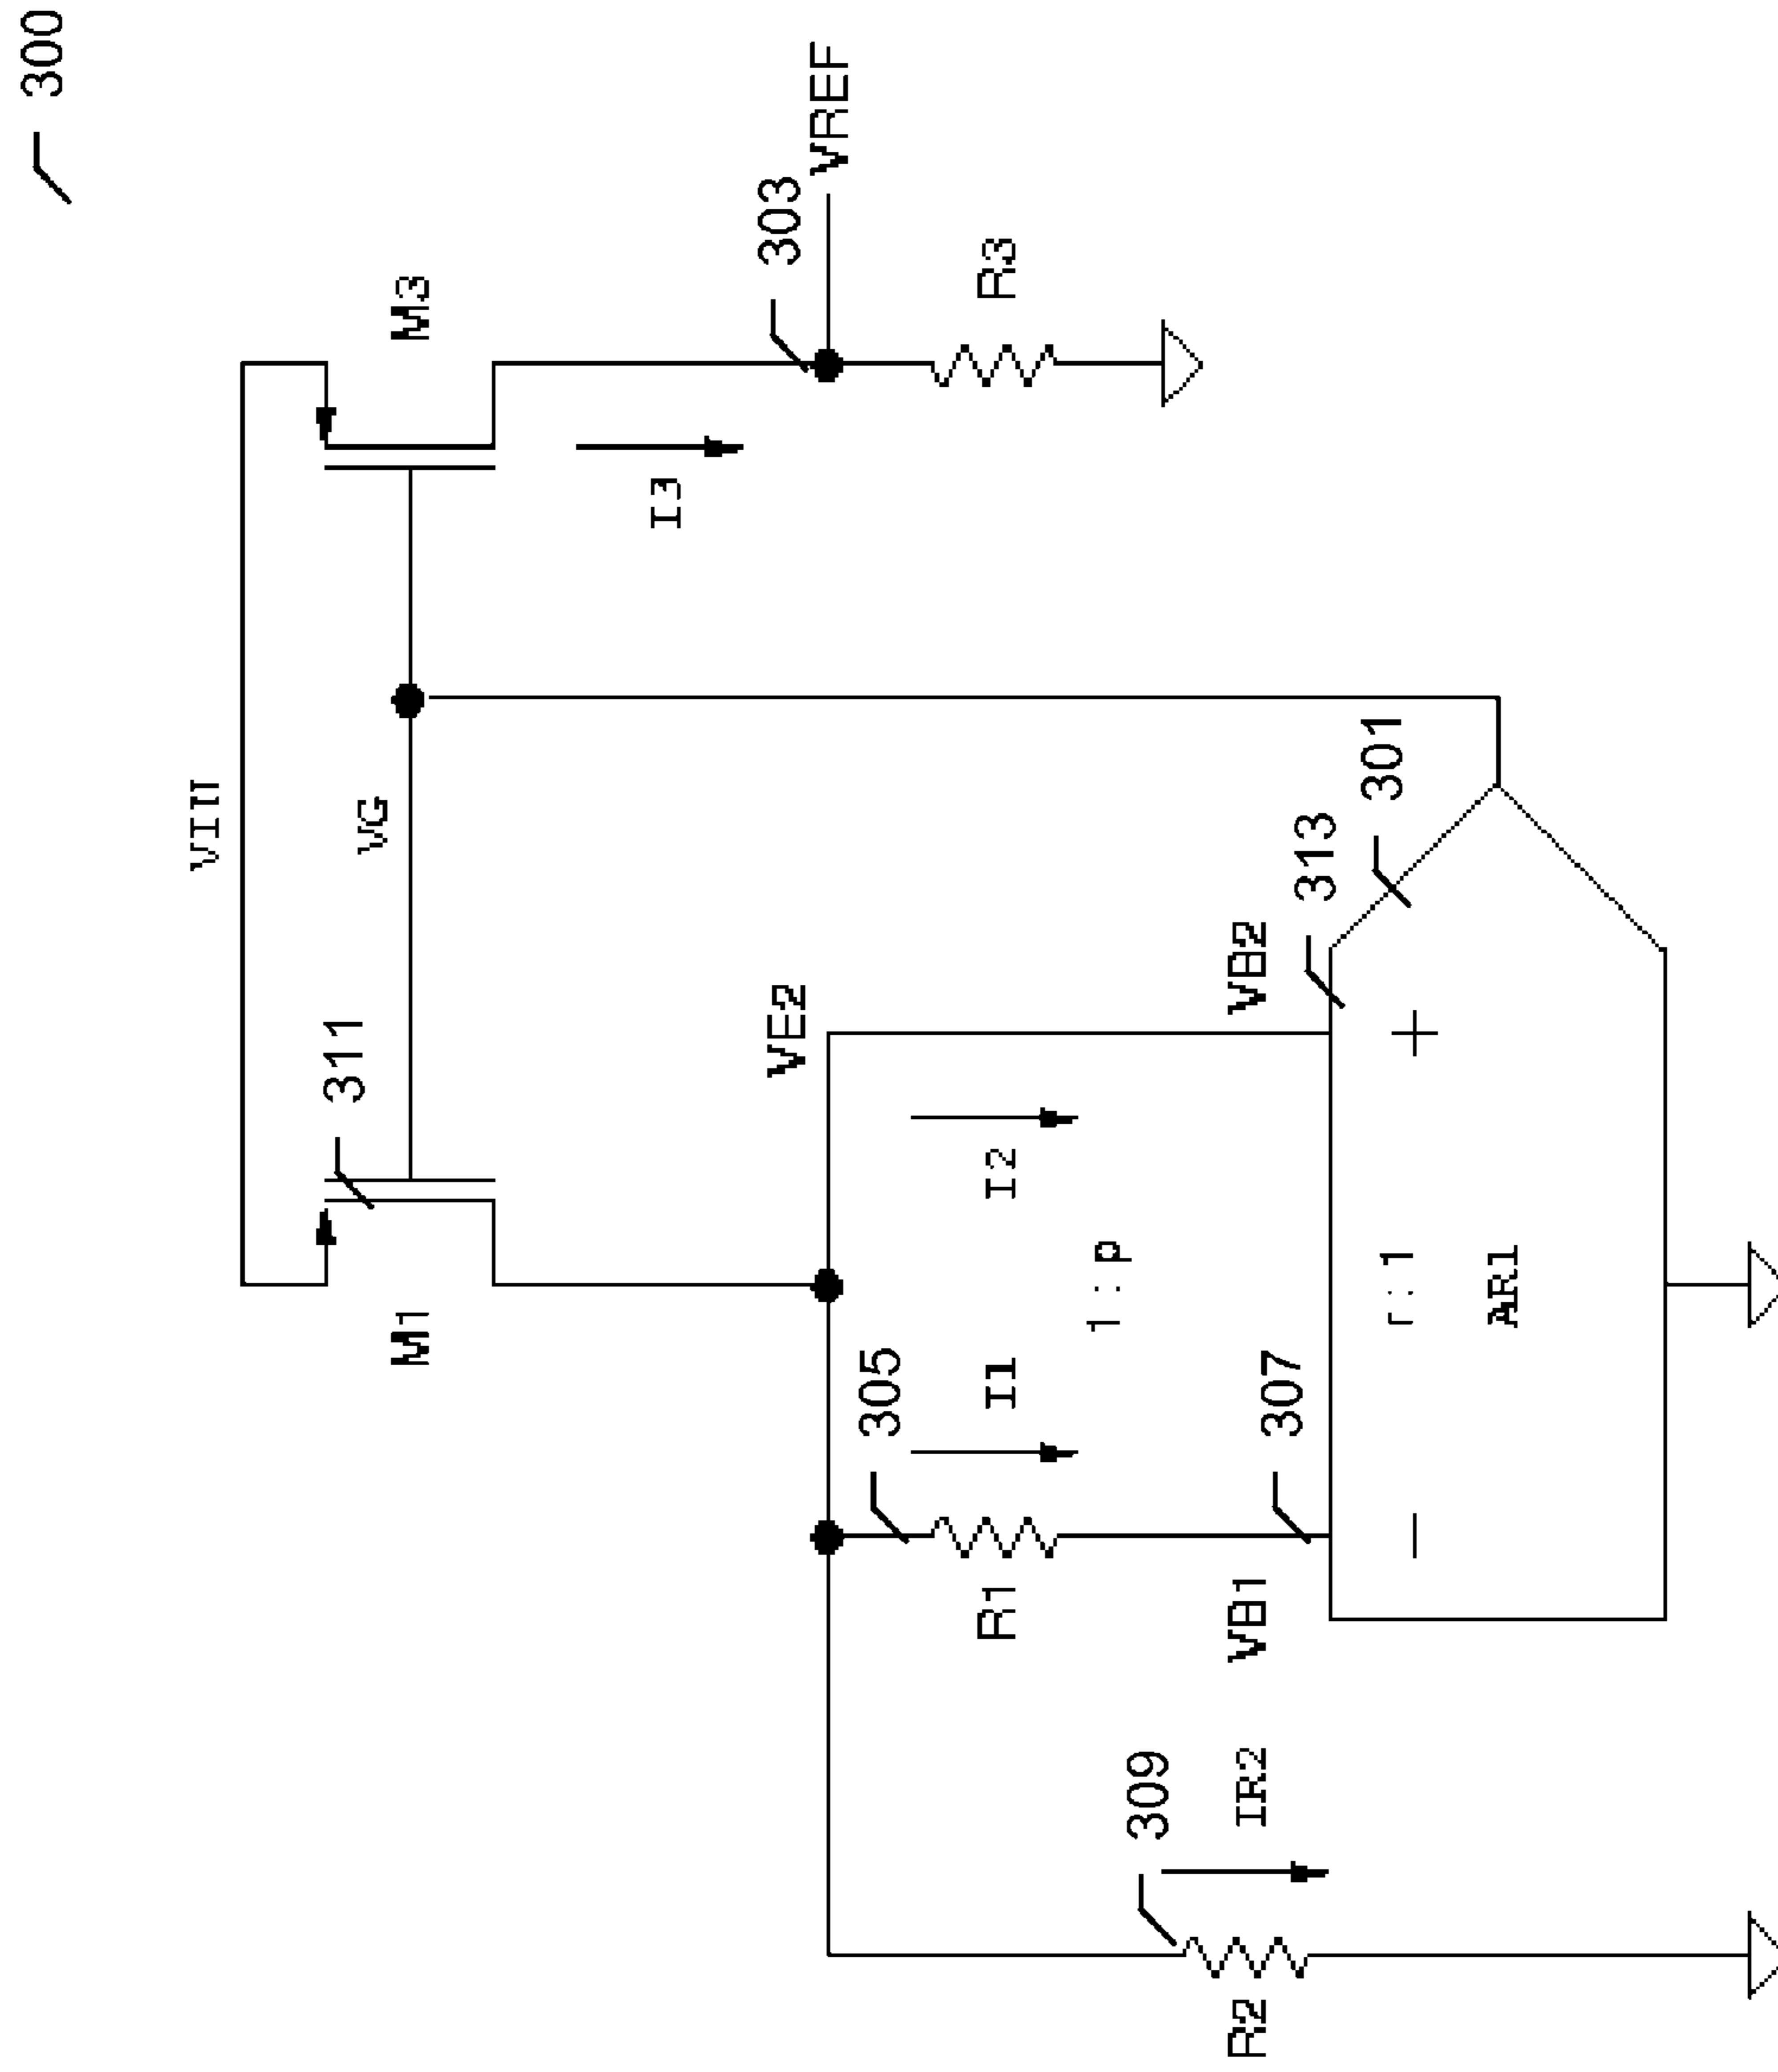 300
VIN
311
VG
M1
M3
I3
303
VE2
VREF
305
R1
I1
I2
R3
1:p
309
R2
IR2
VB1
VB2
307
313
301
r:1
− +
AR1